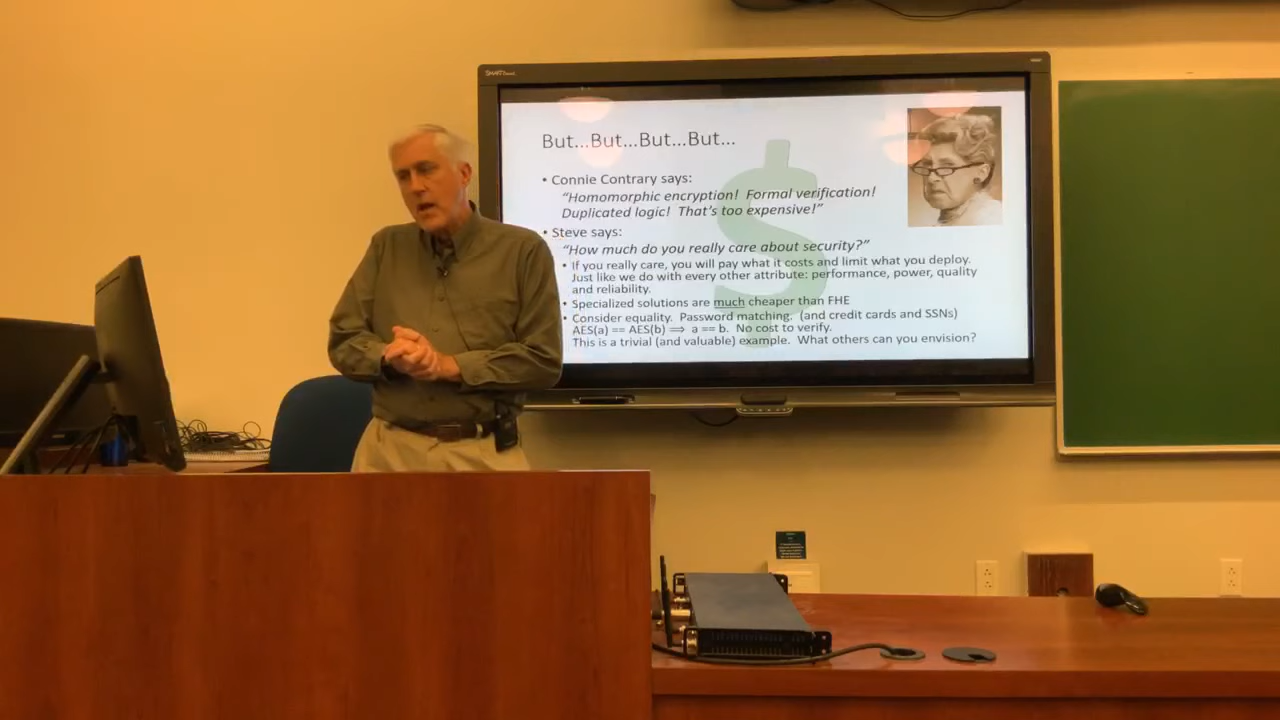 SMART Board
But...But...But...But...
• Connie Contrary says:
"Homomorphic encryption! Formal verification!
Duplicated logic! That's too expensive!"
• Steve says:
"How much do you really care about security?"
• If you really care, you will pay what it costs and limit what you deploy.
Just like we do with every other attribute: performance, power, quality
and reliability.
• Specialized solutions are much cheaper than FHE
• Consider equality. Password matching. (and credit cards and SSNs)
AES(a) == AES(b) ⟹ a == b. No cost to verify.
This is a trivial (and valuable) example. What others can you envision?
$